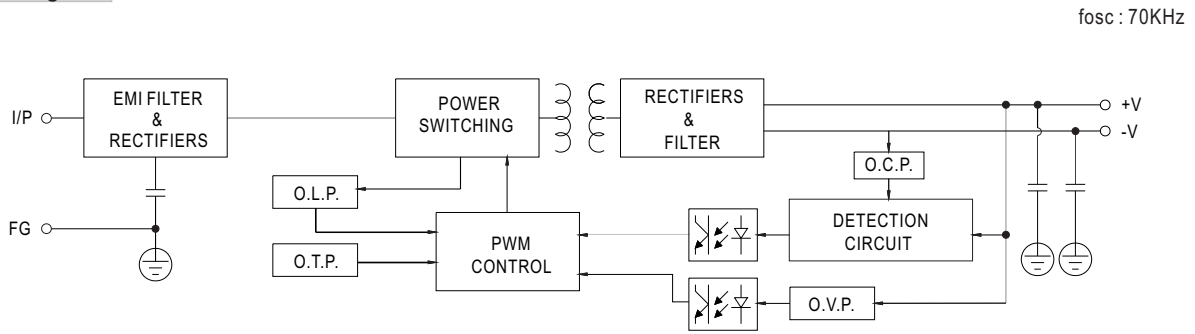 fosc : 70KHz
I/P
EMI FILTER
&
RECTIFIERS
POWER
SWITCHING
RECTIFIERS
&
FILTER
+V
-V
O.C.P.
O.L.P.
FG
O.T.P.
PWM
CONTROL
DETECTION
CIRCUIT
O.V.P.